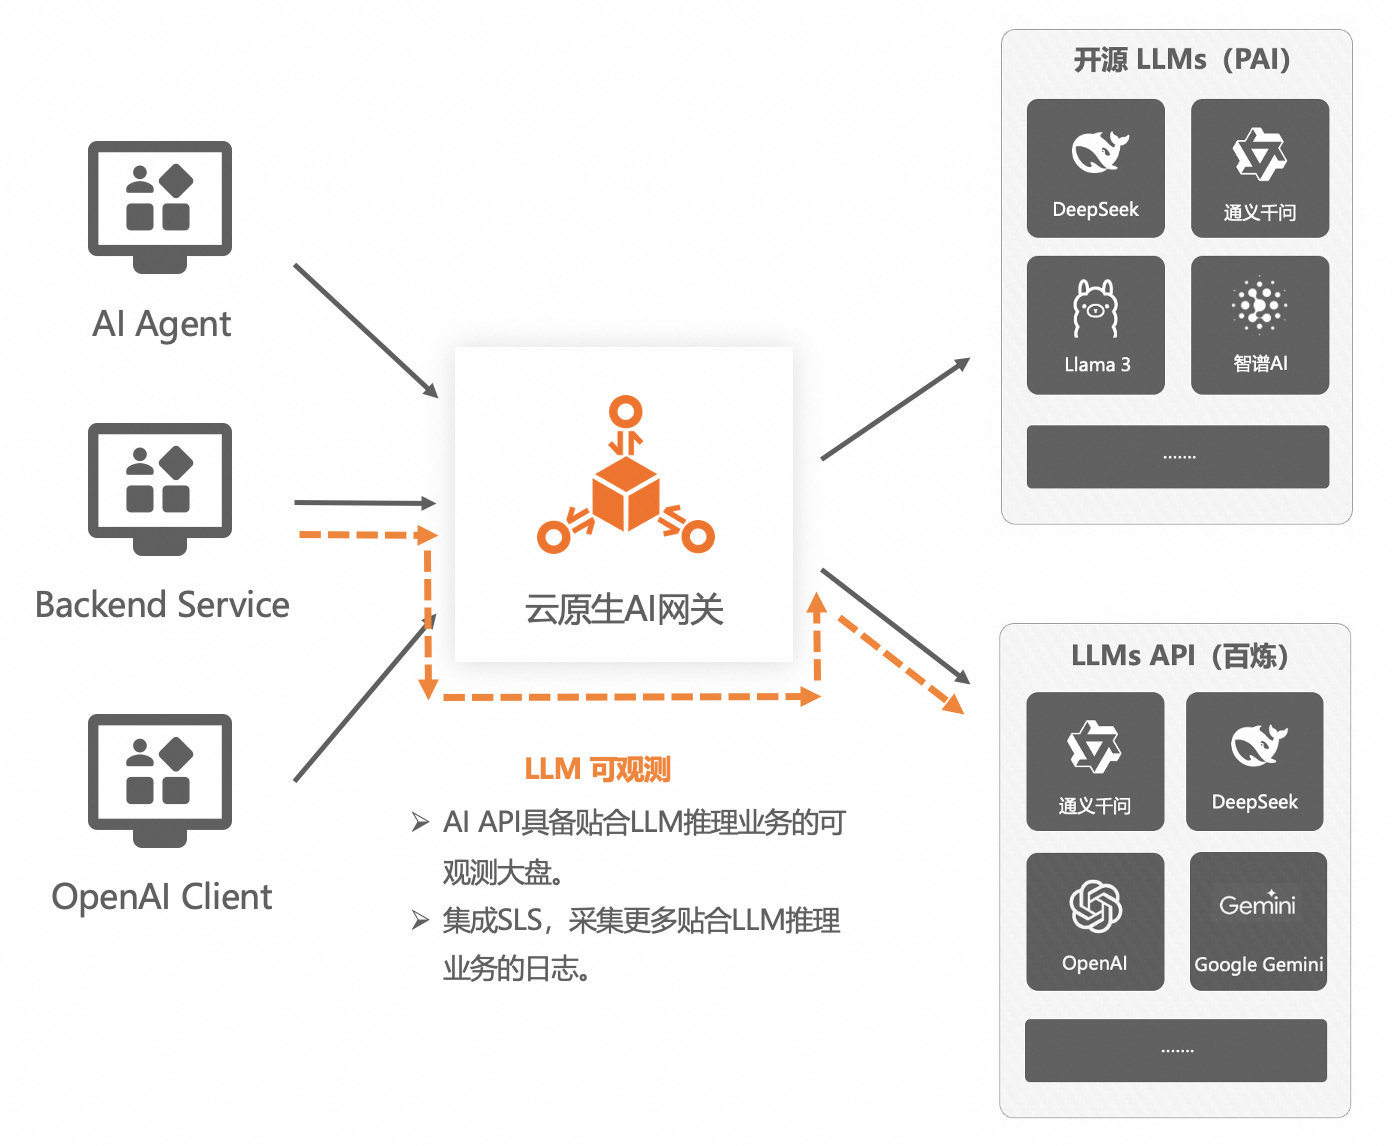 AI Agent
Backend Service
OpenAI Client
云原生AI网关
LLM 可观测
AI API具备贴合LLM推理业务的可
观测大盘。
集成SLS，采集更多贴合LLM推理
业务的日志。
开源 LLMs（PAI）
DeepSeek
通义千问
Llama 3
智谱AI
.......
LLMs API（百炼）
通义千问
DeepSeek
OpenAI
Gemini
Google Gemini
.......